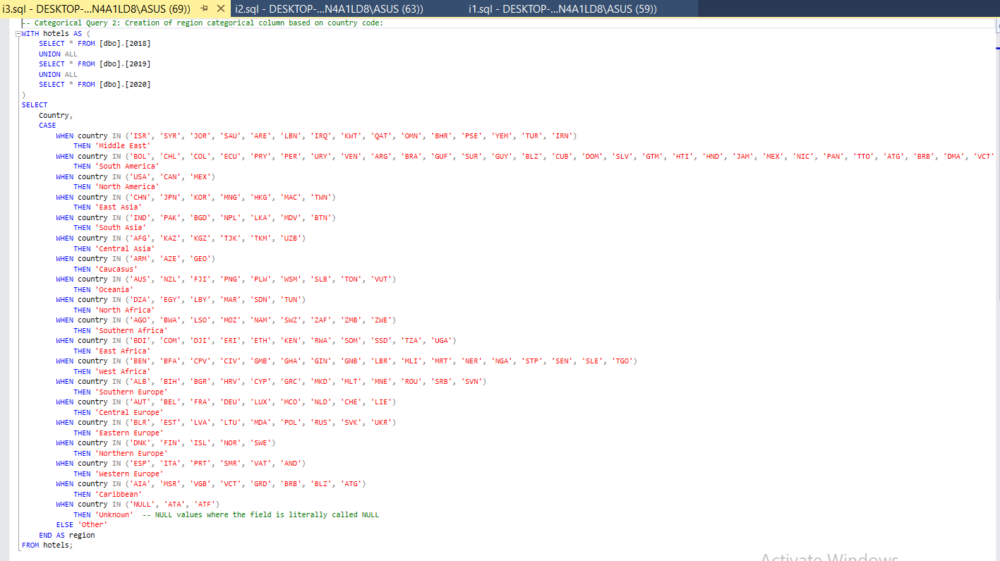 i3.sql - DESKTOP-...N4A1LD8\ASUS (69)) i2.sql - DESKTOP-...N4A1LD8\ASUS (63)) i1.sql - DESKTOP-...N4A1LD8\ASUS (59))
-- Categorical Query 2: Creation of region categorical column based on country code:
WITH hotels AS (
SELECT * FROM [dbo].[2018]
UNION ALL
SELECT * FROM [dbo].[2019]
UNION ALL
SELECT * FROM [dbo].[2020]
)
SELECT
Country,
CASE
WHEN country IN ('ISR', 'SYR', 'JOR', 'SAU', 'ARE', 'LBN', 'IRQ', 'KWT', 'QAT', 'OMN', 'BHR', 'PSE', 'YEM', 'TUR', 'IRN')
THEN 'Middle East'
WHEN country IN ('BOL', 'CHL', 'COL', 'ECU', 'PRY', 'PER', 'URY', 'VEN', 'ARG', 'BRA', 'GUF', 'SUR', 'GUY', 'BLZ', 'CUB', 'DOM', 'SLV', 'GTM', 'HTI', 'HND', 'JAM', 'MEX', 'NIC', 'PAN', 'TTO', 'ATG', 'BRB', 'DMA', 'VCT'
THEN 'South America'
WHEN country IN ('USA', 'CAN', 'MEX')
THEN 'North America'
WHEN country IN ('CHN', 'JPN', 'KOR', 'MNG', 'HKG', 'MAC', 'TWN')
THEN 'East Asia'
WHEN country IN ('IND', 'PAK', 'BGD', 'NPL', 'LKA', 'MDV', 'BTN')
THEN 'South Asia'
WHEN country IN ('AFG', 'KAZ', 'KGZ', 'TJK', 'TKM', 'UZB')
THEN 'Central Asia'
WHEN country IN ('ARM', 'AZE', 'GEO')
THEN 'Caucasus'
WHEN country IN ('AUS', 'NZL', 'FJI', 'PNG', 'PLW', 'WSM', 'SLB', 'TON', 'VUT')
THEN 'Oceania'
WHEN country IN ('DZA', 'EGY', 'LBY', 'MAR', 'SDN', 'TUN')
THEN 'North Africa'
WHEN country IN ('AGO', 'BWA', 'LSO', 'MOZ', 'NAM', 'SWZ', 'ZAF', 'ZMB', 'ZWE')
THEN 'Southern Africa'
WHEN country IN ('BDI', 'COM', 'DJI', 'ERI', 'ETH', 'KEN', 'RWA', 'SOM', 'SSD', 'TZA', 'UGA')
THEN 'East Africa'
WHEN country IN ('BEN', 'BFA', 'CPV', 'CIV', 'GMB', 'GHA', 'GIN', 'GNB', 'LBR', 'MLI', 'MRT', 'NER', 'NGA', 'STP', 'SEN', 'SLE', 'TGO')
THEN 'West Africa'
WHEN country IN ('ALB', 'BIH', 'BGR', 'HRV', 'CYP', 'GRC', 'MKD', 'MLT', 'MNE', 'ROU', 'SRB', 'SVN')
THEN 'Southern Europe'
WHEN country IN ('AUT', 'BEL', 'FRA', 'DEU', 'LUX', 'MCO', 'NLD', 'CHE', 'LIE')
THEN 'Central Europe'
WHEN country IN ('BLR', 'EST', 'LVA', 'LTU', 'MDA', 'POL', 'RUS', 'SVK', 'UKR')
THEN 'Eastern Europe'
WHEN country IN ('DNK', 'FIN', 'ISL', 'NOR', 'SWE')
THEN 'Northern Europe'
WHEN country IN ('ESP', 'ITA', 'PRT', 'SMR', 'VAT', 'AND')
THEN 'Western Europe'
WHEN country IN ('AIA', 'MSR', 'VGB', 'VCT', 'GRD', 'BRB', 'BLZ', 'ATG')
THEN 'Caribbean'
WHEN country IN ('NULL', 'ATA', 'ATF')
THEN 'Unknown' -- NULL values where the field is literally called NULL
ELSE 'Other'
END AS region
FROM hotels;
Activate Windows